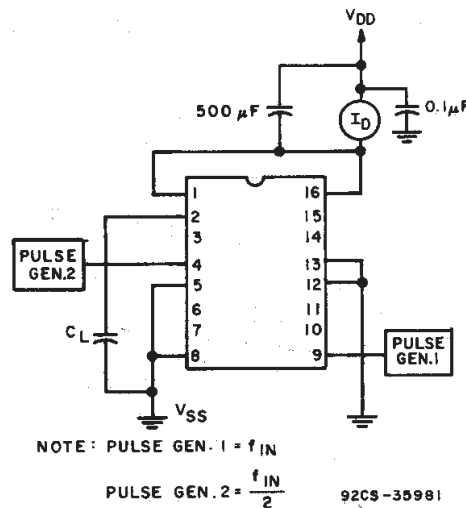 VDD
500 µF
ID
0.1µF
1 16
2 15
3 14
PULSE GEN.2
4 13
5 12
6 11
7 10
8 9
CL
PULSE GEN.1
VSS
NOTE: PULSE GEN. 1 = fIN
PULSE GEN. 2 = fIN
2
92CS-35981